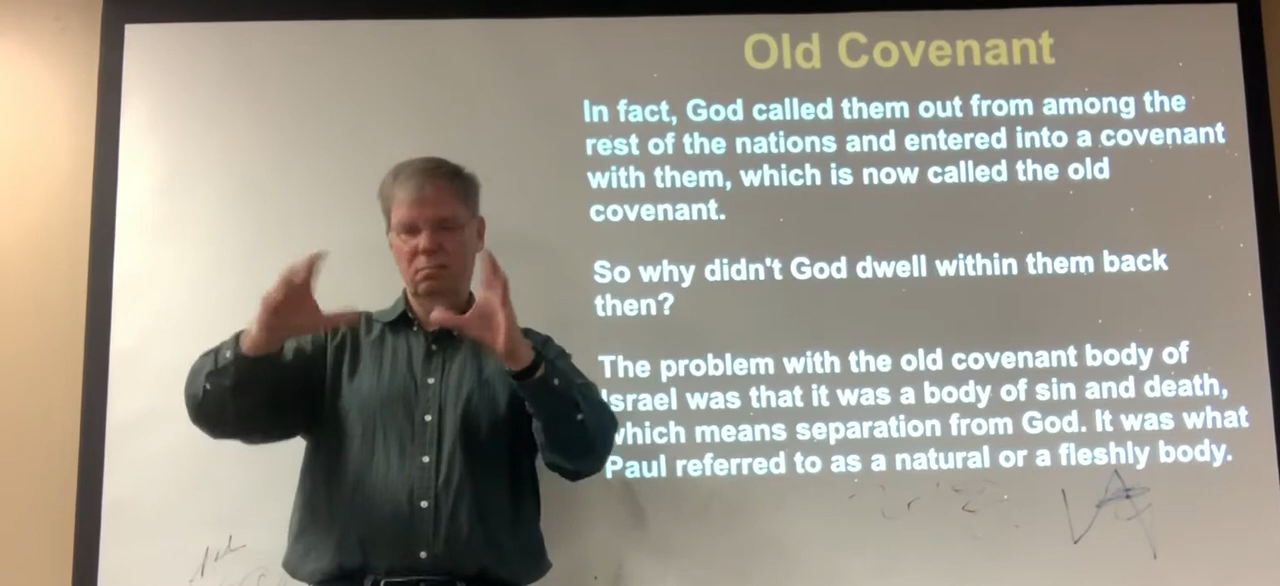 Old Covenant
In fact, God called them out from among the
rest of the nations and entered into a covenant
with them, which is now called the old
covenant.
So why didn't God dwell within them back
then?
The problem with the old covenant body of
Israel was that it was a body of sin and death,
which means separation from God. It was what
Paul referred to as a natural or a fleshly body.